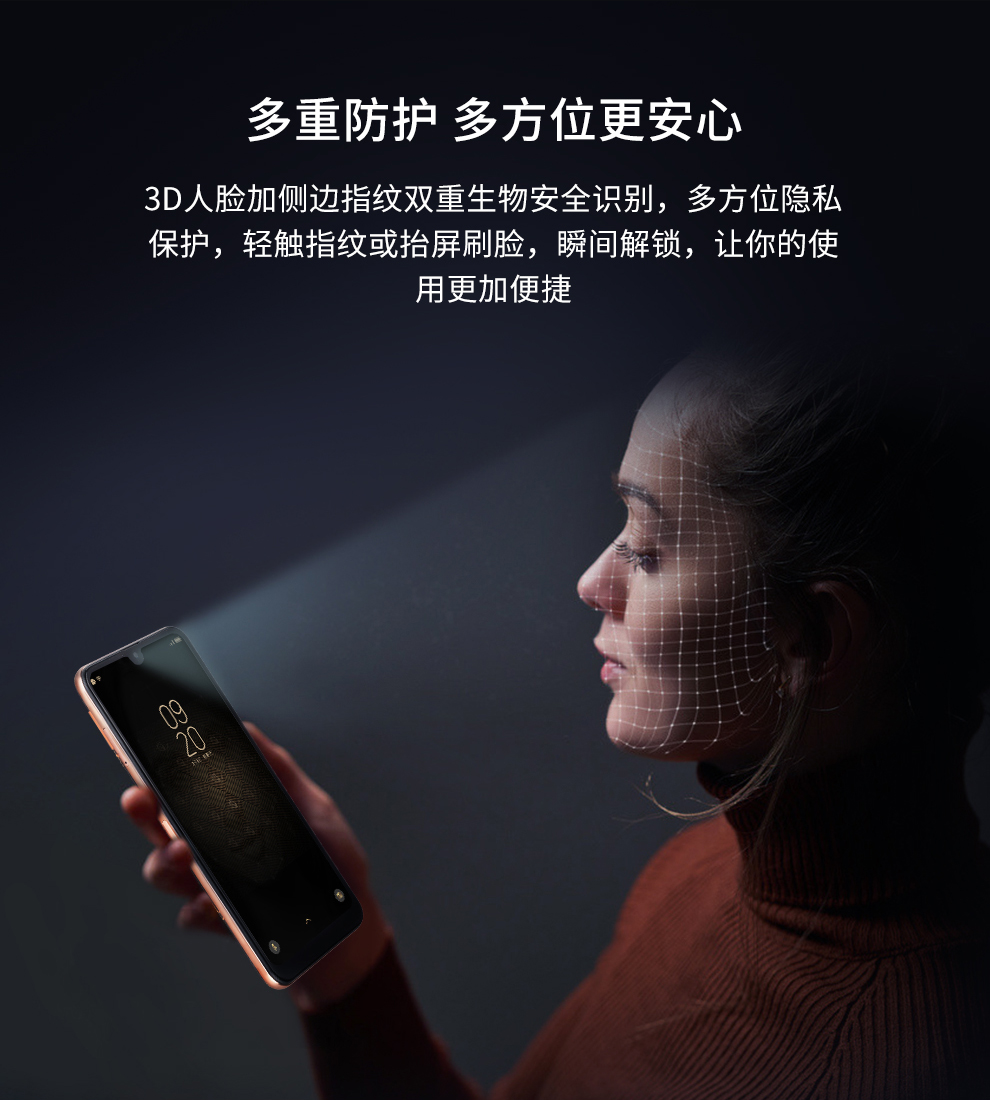 多重防护 多方位更安心
3D人脸加侧边指纹双重生物安全识别，多方位隐私
保护，轻触指纹或抬屏刷脸，瞬间解锁，让你的使
用更加便捷
09
20